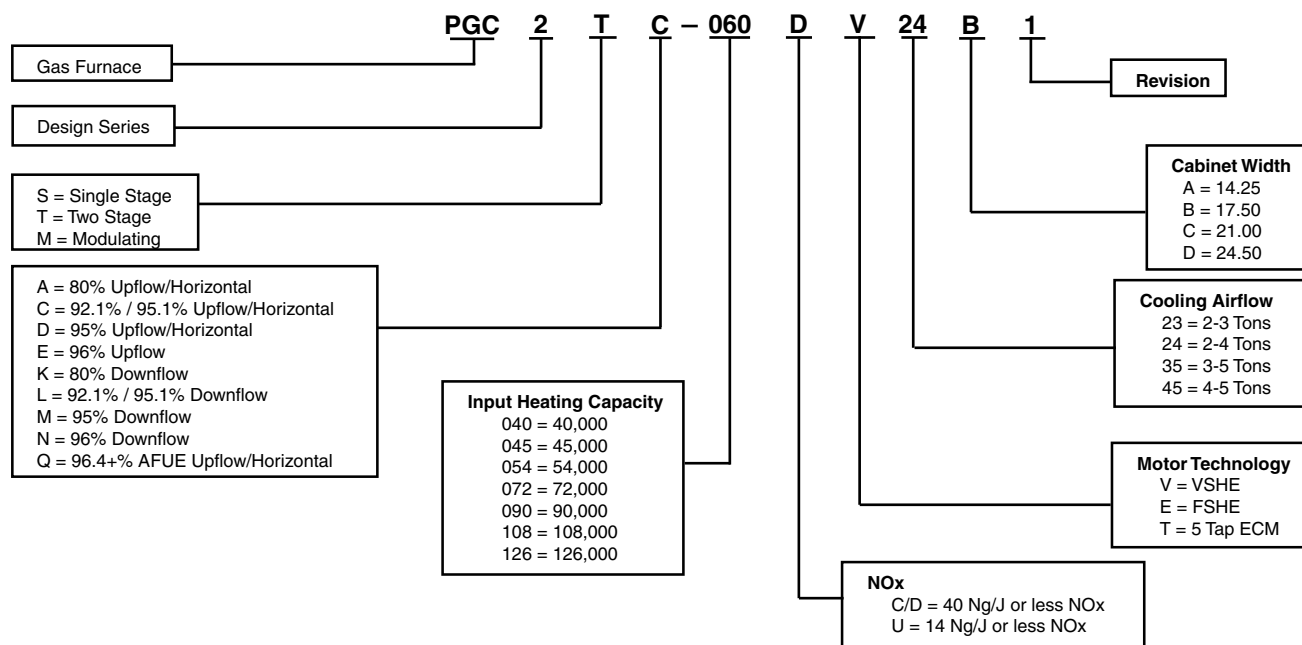 PGC 2 T C – 060 D V 24 B 1
Gas Furnace
Design Series
S = Single Stage
T = Two Stage
M = Modulating
A = 80% Upflow/Horizontal
C = 92.1% / 95.1% Upflow/Horizontal
D = 95% Upflow/Horizontal
E = 96% Upflow
K = 80% Downflow
L = 92.1% / 95.1% Downflow
M = 95% Downflow
N = 96% Downflow
Q = 96.4+% AFUE Upflow/Horizontal
Input Heating Capacity
040 = 40,000
045 = 45,000
054 = 54,000
072 = 72,000
090 = 90,000
108 = 108,000
126 = 126,000
Revision
Cabinet Width
A = 14.25
B = 17.50
C = 21.00
D = 24.50
Cooling Airflow
23 = 2-3 Tons
24 = 2-4 Tons
35 = 3-5 Tons
45 = 4-5 Tons
Motor Technology
V = VSHE
E = FSHE
T = 5 Tap ECM
NOx
C/D = 40 Ng/J or less NOx
U = 14 Ng/J or less NOx